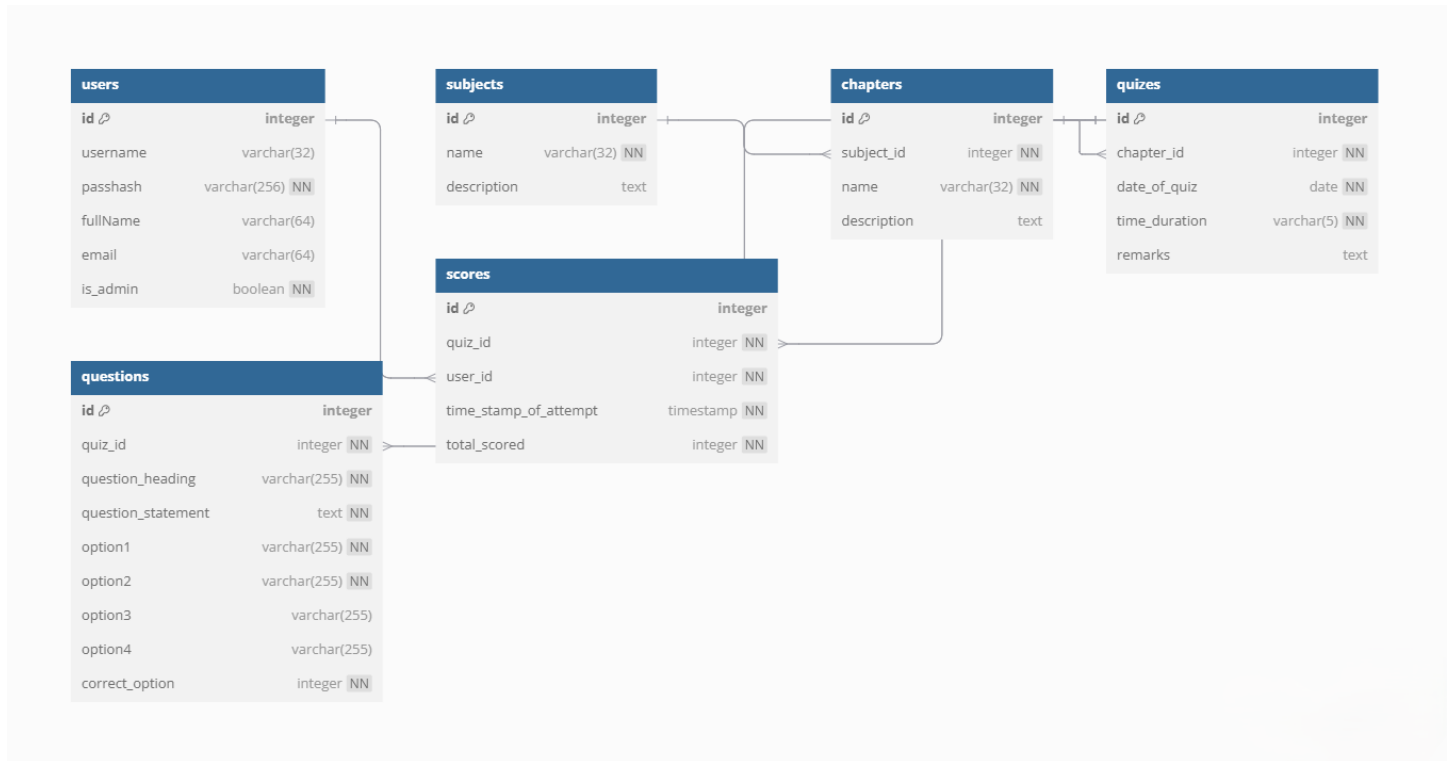 users
id integer
username varchar(32)
passhash varchar(256) NN
fullName varchar(64)
email varchar(64)
is_admin boolean NN
subjects
id integer
name varchar(32) NN
description text
chapters
id integer
subject_id integer NN
name varchar(32) NN
description text
quizes
id integer
chapter_id integer NN
date_of_quiz date NN
time_duration varchar(5) NN
remarks text
scores
id integer
quiz_id integer NN
user_id integer NN
time_stamp_of_attempt timestamp NN
total_scored integer NN
questions
id integer
quiz_id integer NN
question_heading varchar(255) NN
question_statement text NN
option1 varchar(255) NN
option2 varchar(255) NN
option3 varchar(255)
option4 varchar(255)
correct_option integer NN